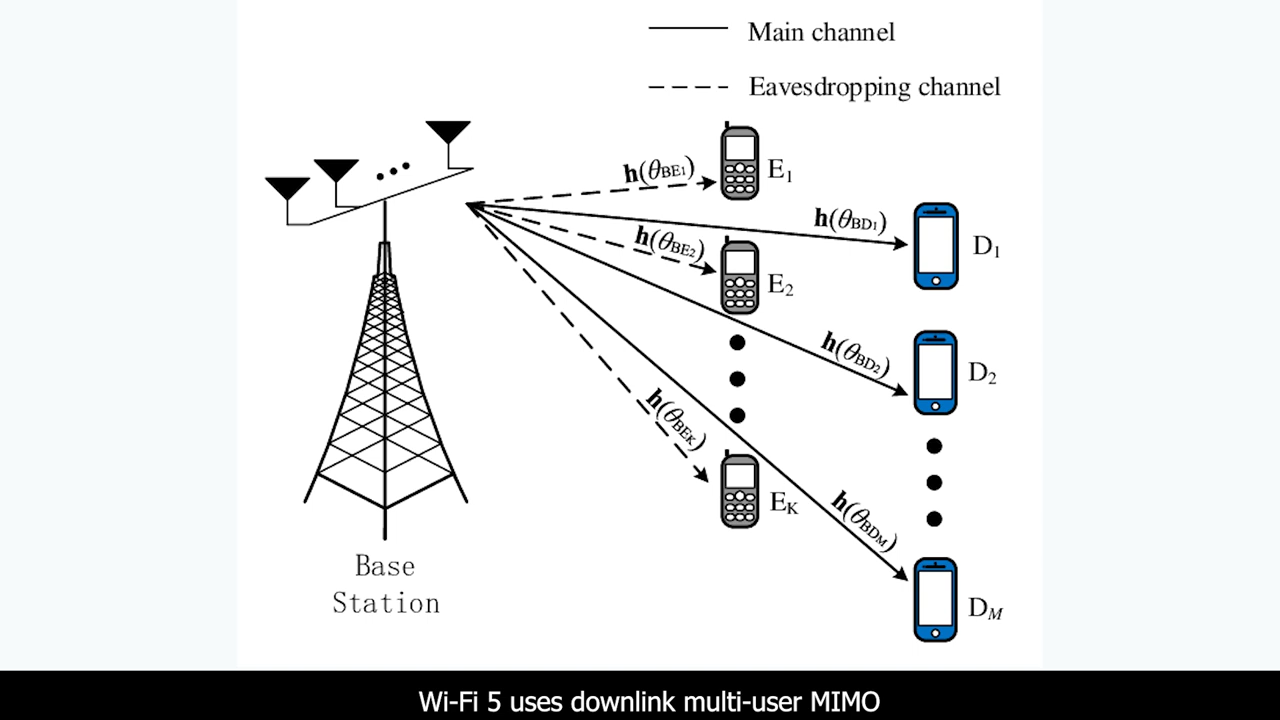 Main channel
Eavesdropping channel
h(θBE1)
E1
h(θBD1)
D1
h(θBE2)
E2
h(θBD2)
D2
h(θBEK)
EK
h(θBDM)
DM
Base
Station
Wi-Fi 5 uses downlink multi-user MIMO